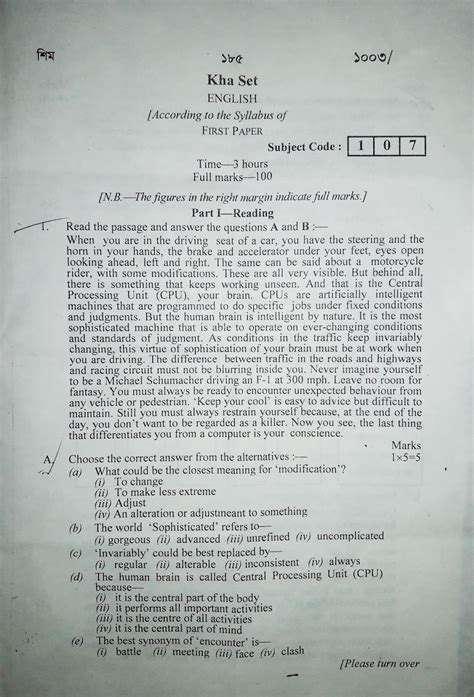 শিম ১৮৫ ১০০৩/
Kha Set
ENGLISH
[According to the Syllabus of
FIRST PAPER
Subject Code : 1 0 7
Time—3 hours
Full marks—100
[N.B.—The figures in the right margin indicate full marks.]
Part I—Reading
1. Read the passage and answer the questions A and B :—
When you are in the driving seat of a car, you have the steering and the
horn in your hands, the brake and accelerator under your feet, eyes open
looking ahead, left and right. The same can be said about a motorcycle
rider, with some modifications. These are all very visible. But behind all,
there is something that keeps working unseen. And that is the Central
Processing Unit (CPU), your brain. CPUs are artificially intelligent
machines that are programmed to do specific jobs under fixed conditions
and judgments. But the human brain is intelligent by nature. It is the most
sophisticated machine that is able to operate on ever-changing conditions
and standards of judgment. As conditions in the traffic keep invariably
changing, this virtue of sophistication of your brain must be at work when
you are driving. The difference between traffic in the roads and highways
and racing circuit must not be blurring inside you. Never imagine yourself
to be a Michael Schumacher driving an F-1 at 300 mph. Leave no room for
fantasy. You must always be ready to encounter unexpected behaviour from
any vehicle or pedestrian. ‘Keep your cool’ is easy to advice but difficult to
maintain. Still you must always restrain yourself because, at the end of the
day, you don't want to be regarded as a killer. Now you see, the last thing
that differentiates you from a computer is your conscience.
Marks
A. Choose the correct answer from the alternatives :— 1×5=5
(a) What could be the closest meaning for ‘modification’?
(i) To change
(ii) To make less extreme
(iii) Adjust
(iv) An alteration or adjustmeant to something
(b) The world ‘Sophisticated’ refers to—
(i) gorgeous (ii) advanced (iii) unrefined (iv) uncomplicated
(c) ‘Invariably’ could be best replaced by—
(i) regular (ii) alterable (iii) inconsistent (iv) always
(d) The human brain is called Central Processing Unit (CPU)
because—
(i) it is the central part of the body
(ii) it performs all important activities
(iii) it is the centre of all activities
(iv) it is the central part of mind
(e) The best synonym of ‘encounter’ is—
(i) battle (ii) meeting (iii) face (iv) clash
[Please turn over